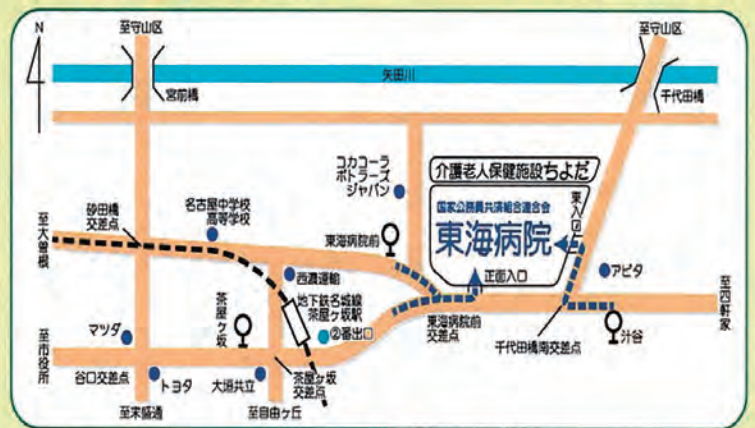 至守山区
至守山区
N
矢田川
宮前橋
千代田橋
コカコーラ
ボトラーズ
ジャパン
介護老人保健施設ちよだ
国家公務員共済組合連合会
東海病院
東入口
正面入口
砂田橋
交差点
名古屋中学校
高等学校
東海病院前
アピタ
至大曽根
西濃運輸
至四軒家
茶屋ヶ坂
地下鉄名城線
茶屋ヶ坂駅
②番出口
東海病院前
交差点
汁谷
千代田橋南交差点
マツダ
至市役所
谷口交差点
トヨタ
大垣共立
茶屋ヶ坂
交差点
至末盛通
至自由ヶ丘